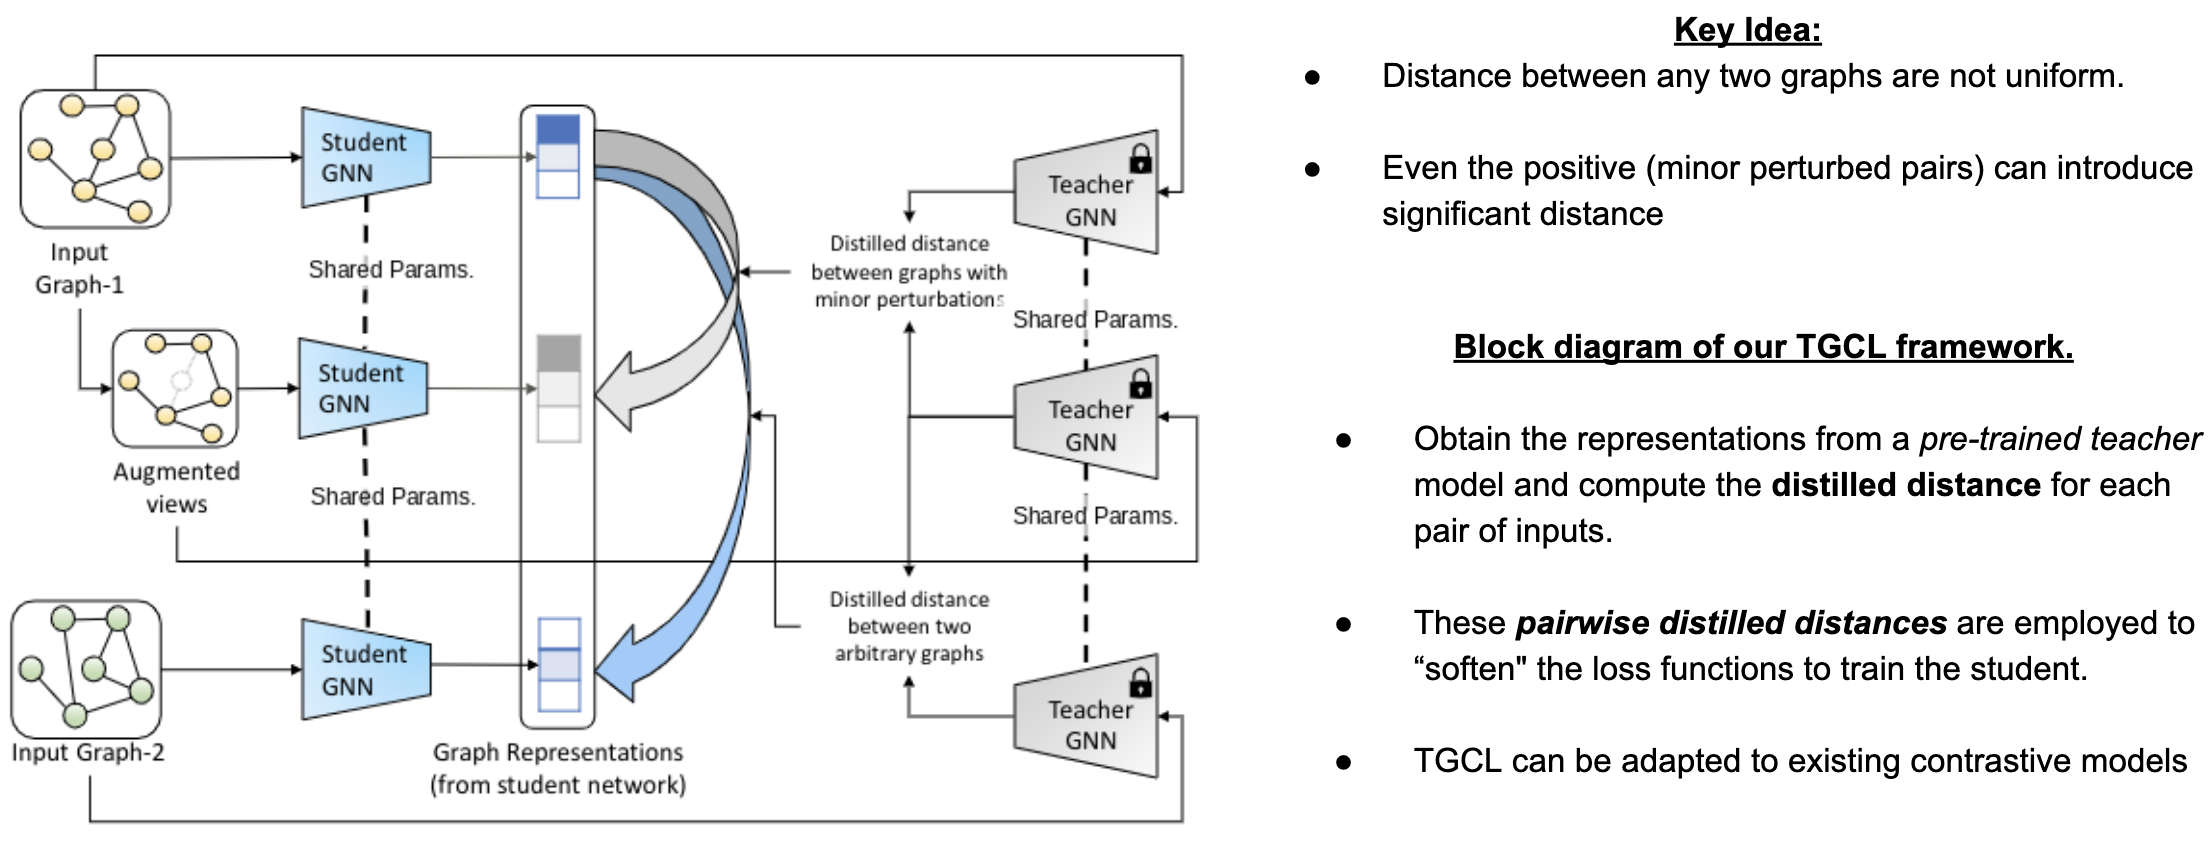 Input
Graph-1
Student
GNN
Shared Params.
Augmented
views
Student
GNN
Shared Params.
Input Graph-2
Student
GNN
Graph Representations
(from student network)
Distilled distance
between graphs with
minor perturbations
Distilled distance
between two
arbitrary graphs
Teacher
GNN
Shared Params.
Teacher
GNN
Shared Params.
Teacher
GNN
Key Idea:
● Distance between any two graphs are not uniform.
● Even the positive (minor perturbed pairs) can introduce
significant distance
Block diagram of our TGCL framework.
● Obtain the representations from a pre-trained teacher
model and compute the distilled distance for each
pair of inputs.
● These pairwise distilled distances are employed to
“soften" the loss functions to train the student.
● TGCL can be adapted to existing contrastive models